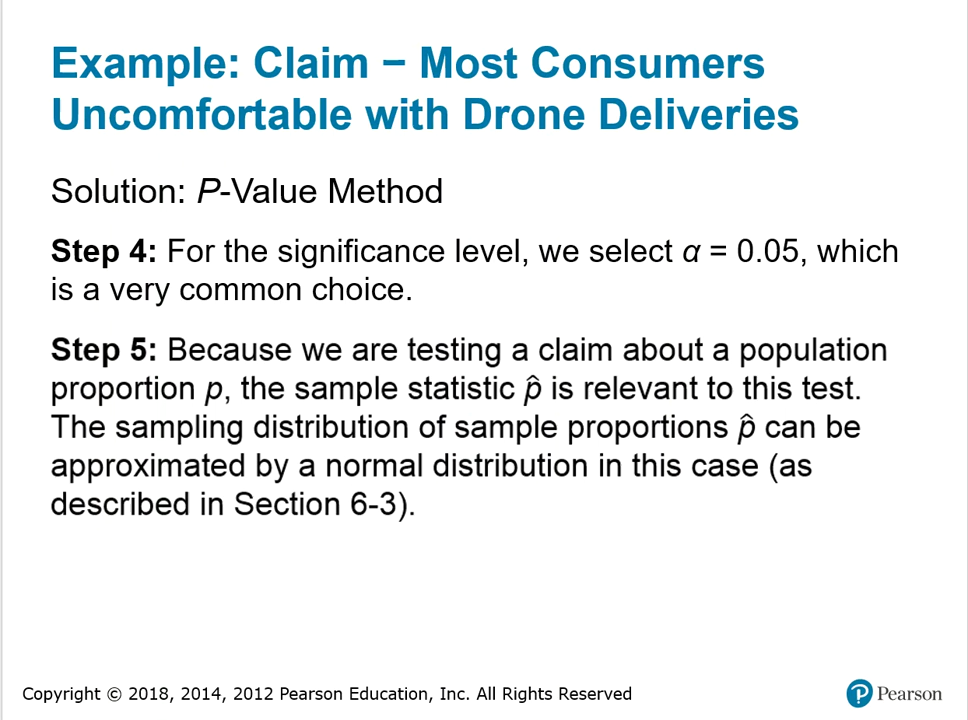 Example: Claim − Most Consumers
Uncomfortable with Drone Deliveries
Solution: P-Value Method
Step 4: For the significance level, we select α = 0.05, which
is a very common choice.
Step 5: Because we are testing a claim about a population
proportion p, the sample statistic p̂ is relevant to this test.
The sampling distribution of sample proportions p̂ can be
approximated by a normal distribution in this case (as
described in Section 6-3).
Copyright © 2018, 2014, 2012 Pearson Education, Inc. All Rights Reserved
P Pearson